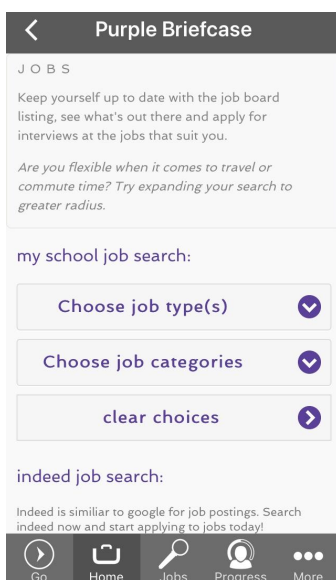 Purple Briefcase
JOBS
Keep yourself up to date with the job board
listing, see what's out there and apply for
interviews at the jobs that suit you.
Are you flexible when it comes to travel or
commute time? Try expanding your search to
greater radius.
my school job search:
Choose job type(s)
Choose job categories
clear choices
indeed job search:
Indeed is similiar to google for job postings. Search
indeed now and start applying to jobs today!
Go Home Jobs Progress More